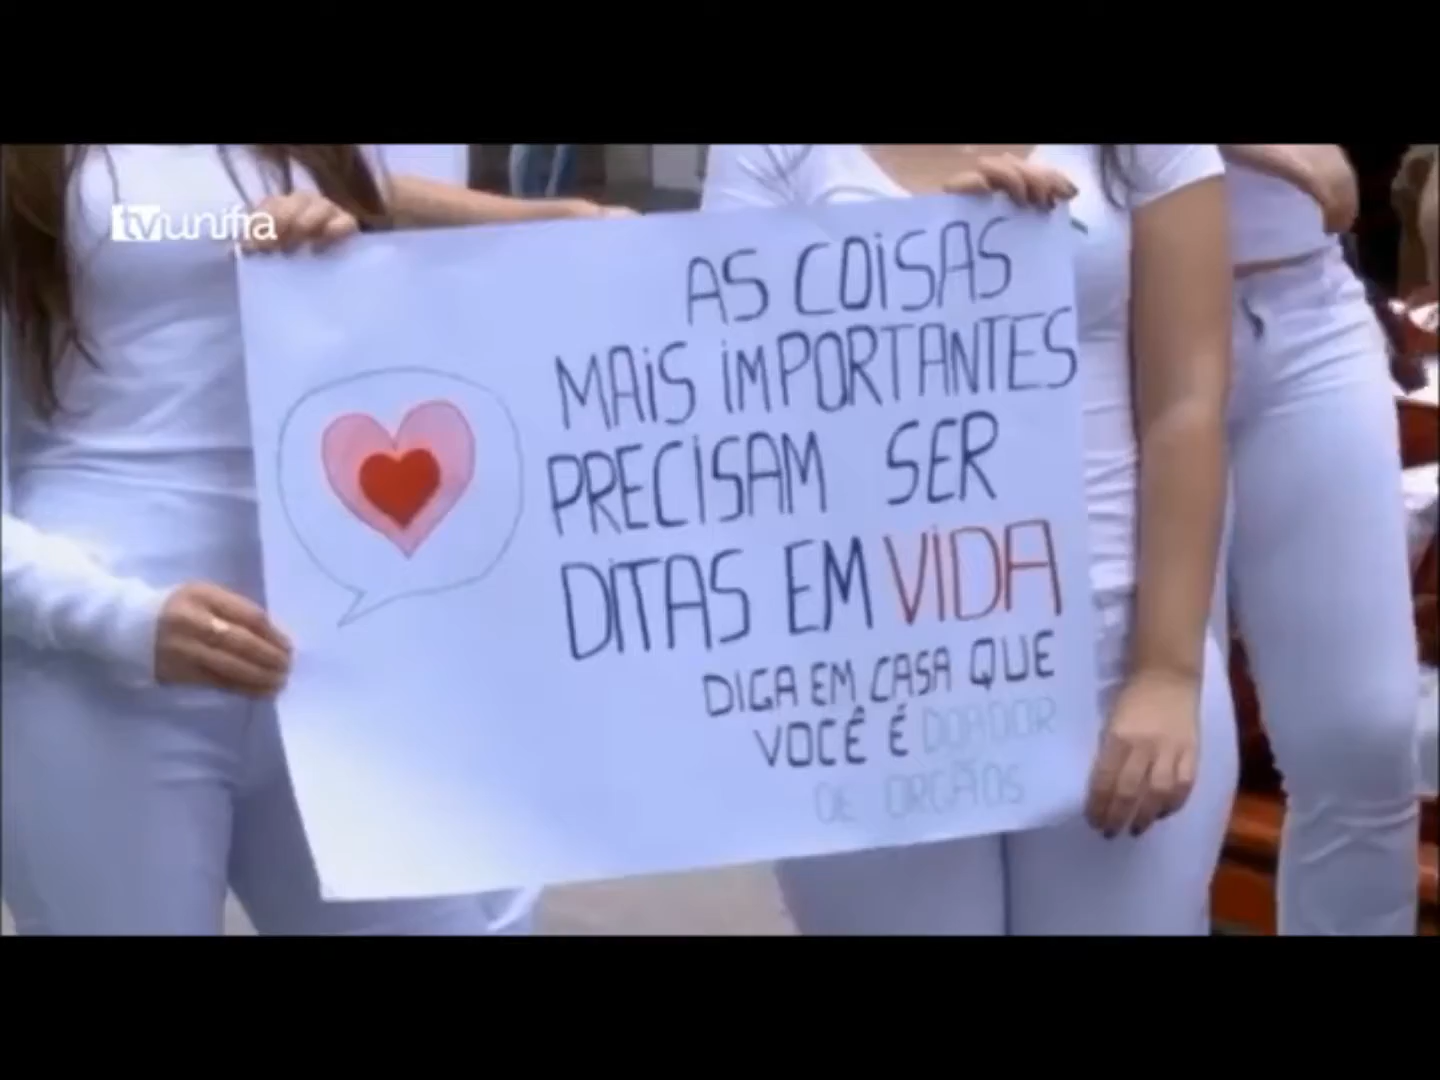 tvunifra
AS COISAS
MAIS IMPORTANTES
PRECISAM SER
DITAS EM VIDA
DIGA EM CASA QUE
VOCÊ É DOADOR
DE ORGÃOS